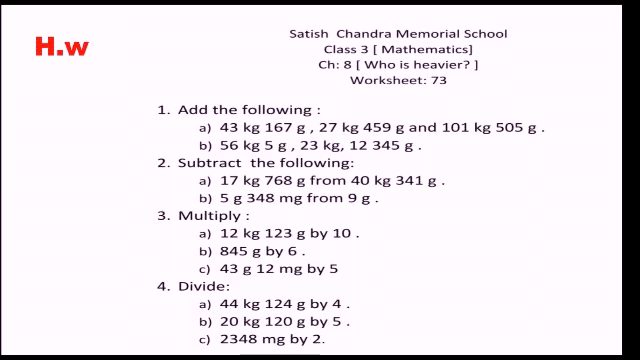 H.w
Satish Chandra Memorial School
Class 3 [ Mathematics]
Ch: 8 [ Who is heavier? ]
Worksheet: 73
1. Add the following :
a) 43 kg 167 g , 27 kg 459 g and 101 kg 505 g .
b) 56 kg 5 g , 23 kg, 12 345 g .
2. Subtract the following:
a) 17 kg 768 g from 40 kg 341 g .
b) 5 g 348 mg from 9 g .
3. Multiply :
a) 12 kg 123 g by 10 .
b) 845 g by 6 .
c) 43 g 12 mg by 5
4. Divide:
a) 44 kg 124 g by 4 .
b) 20 kg 120 g by 5 .
c) 2348 mg by 2.